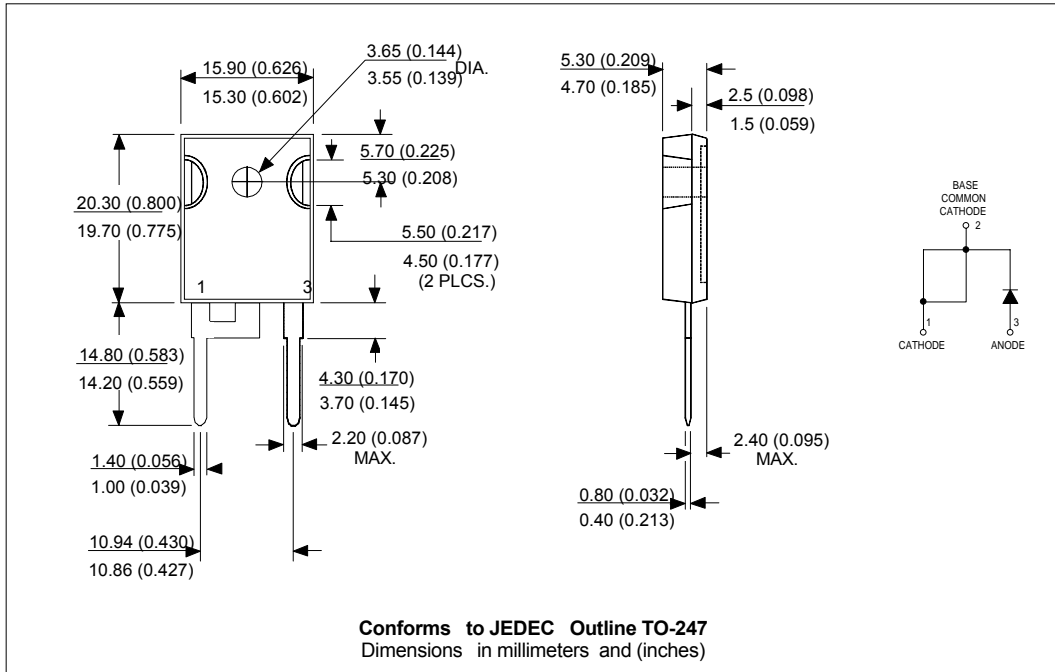 3.65 (0.144)
3.55 (0.139)
DIA.
15.90 (0.626)
15.30 (0.602)
5.70 (0.225)
5.30 (0.208)
20.30 (0.800)
19.70 (0.775)
5.50 (0.217)
4.50 (0.177)
(2 PLCS.)
1
3
14.80 (0.583)
14.20 (0.559)
4.30 (0.170)
3.70 (0.145)
2.20 (0.087)
MAX.
1.40 (0.056)
1.00 (0.039)
10.94 (0.430)
10.86 (0.427)
5.30 (0.209)
4.70 (0.185)
2.5 (0.098)
1.5 (0.059)
2.40 (0.095)
MAX.
0.80 (0.032)
0.40 (0.213)
BASE
COMMON
CATHODE
2
1
3
CATHODE
ANODE
Conforms to JEDEC Outline TO-247
Dimensions in millimeters and (inches)